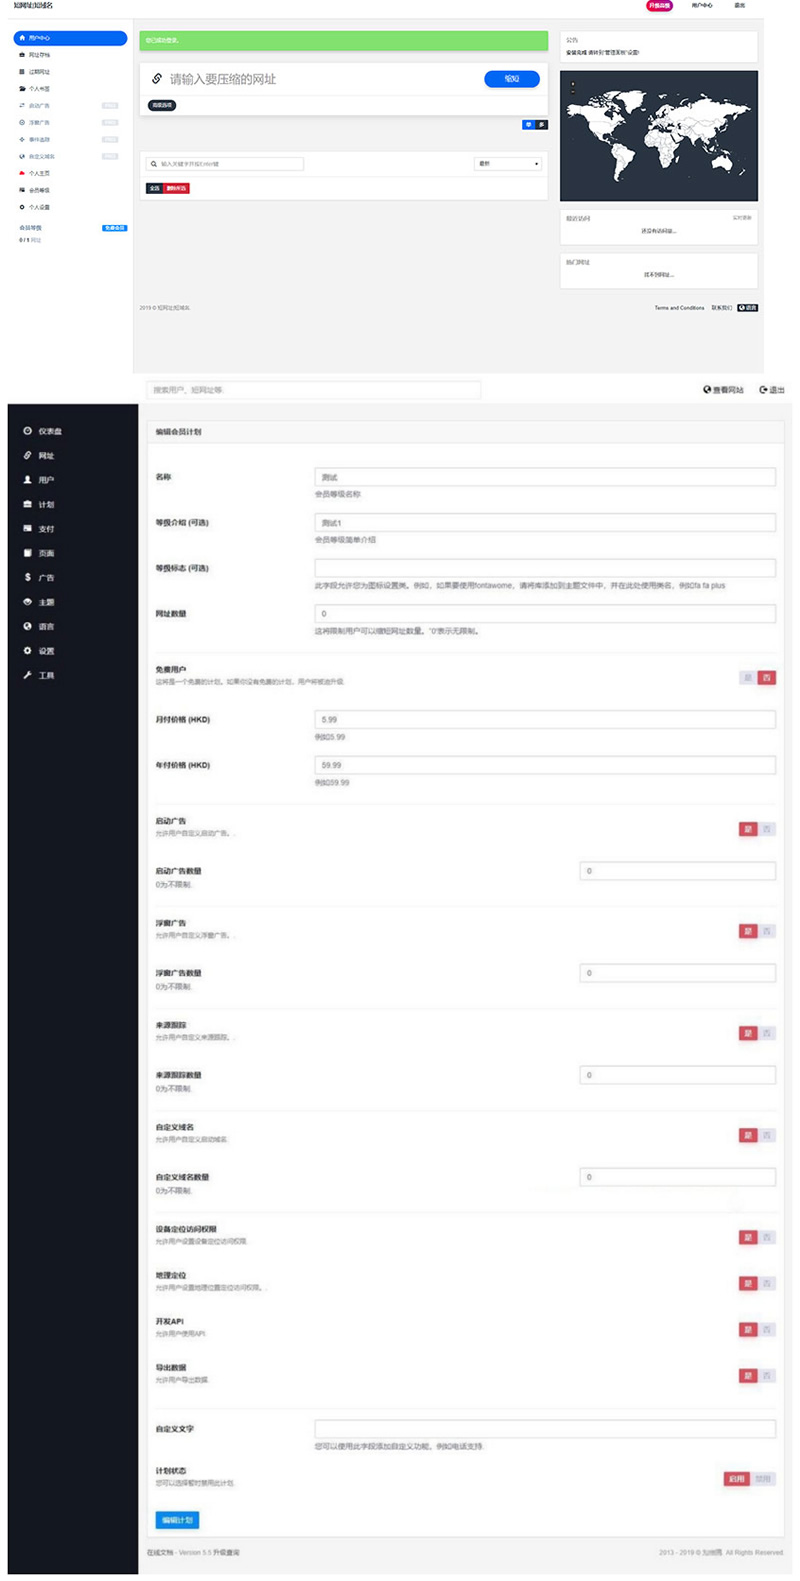 短网址|短域名
升级高级
用户中心
退出
用户中心
网址存档
过期网址
个人书签
启动广告
浮窗广告
事件追踪
自定义域名
个人主页
会员等级
个人设置
会员等级
免费会员
0 / 1 网址
您已成功登录。
请输入要压缩的网址
缩短
高级选项
单
多
输入关键字并按Enter键
最新
全选
删除所选
公告
安装完成 请转到"管理面板"设置!
最近访问
还没有访问量...
热门网址
找不到网址...
2019 © 短网址|短域名.
Terms and Conditions
联系我们
语言
搜索用户、短网址等.
查看网站
退出
仪表盘
网址
用户
计划
支付
页面
广告
主题
语言
设置
工具
编辑会员计划
名称
测试
会员等级名称
等级介绍 (可选)
测试1
会员等级简单介绍
等级标志 (可选)
此字段允许您为图标设置类。例如，如果要使用fontawome，请将库添加到主题文件中，并在此处使用类名，例如fa fa plus
网址数量
0
这将限制用户可以缩短网址数量。"0"表示无限制。
免费用户
这将是一个免费的计划。如果你没有免费的计划，用户将被迫升级.
是
否
月付价格 (HKD)
5.99
例如5.99
年付价格 (HKD)
59.99
例如59.99
启动广告
允许用户自定义启动广告。.
是
否
启动广告数量
0
0为不限制.
浮窗广告
允许用户自定义浮窗广告。.
是
否
浮窗广告数量
0
0为不限制.
来源跟踪
允许用户自定义来源跟踪。.
是
否
来源跟踪数量
0
0为不限制.
自定义域名
允许用户自定义启动域名.
是
否
自定义域名数量
0
0为不限制.
设备定位访问权限
允许用户设置设备定位访问权限.
是
否
地理定位
允许用户设置地理位置定位访问权限。.
是
否
开发API
允许用户使用API.
是
否
导出数据
允许用户导出数据.
是
否
自定义文字
您可以使用此字段添加自定义功能。例如电话支持.
计划状态
您可以选择暂时禁用此计划.
启用
禁用
编辑计划
在线文档 - Version 5.5 升级查询
All Rights Reserved.